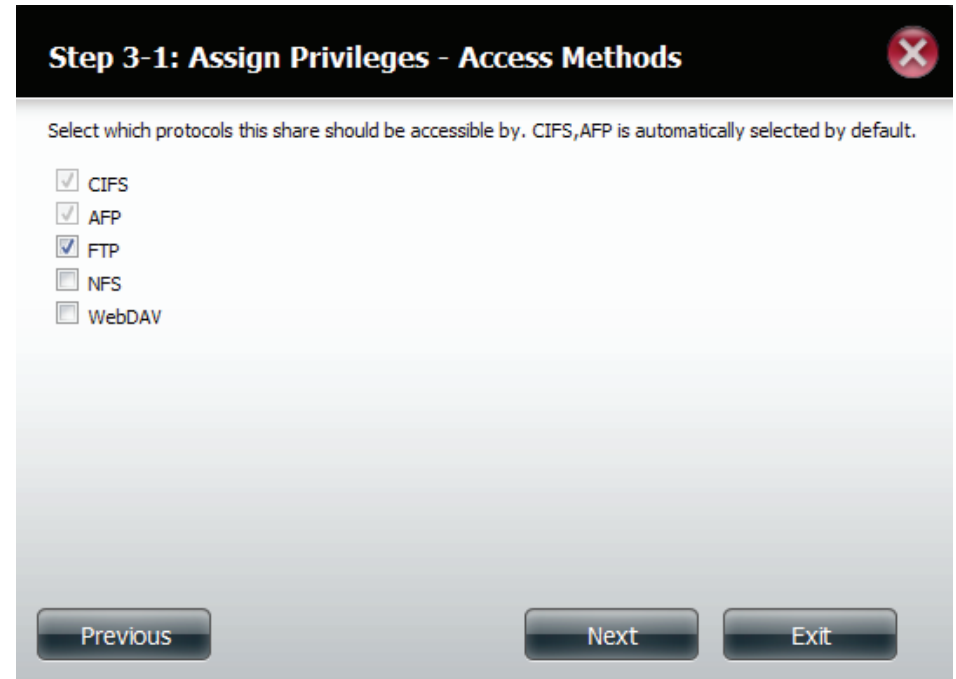 Step 3-1: Assign Privileges - Access Methods
Select which protocols this share should be accessible by. CIFS,AFP is automatically selected by default.
CIFS
AFP
FTP
NFS
WebDAV
Previous
Next
Exit